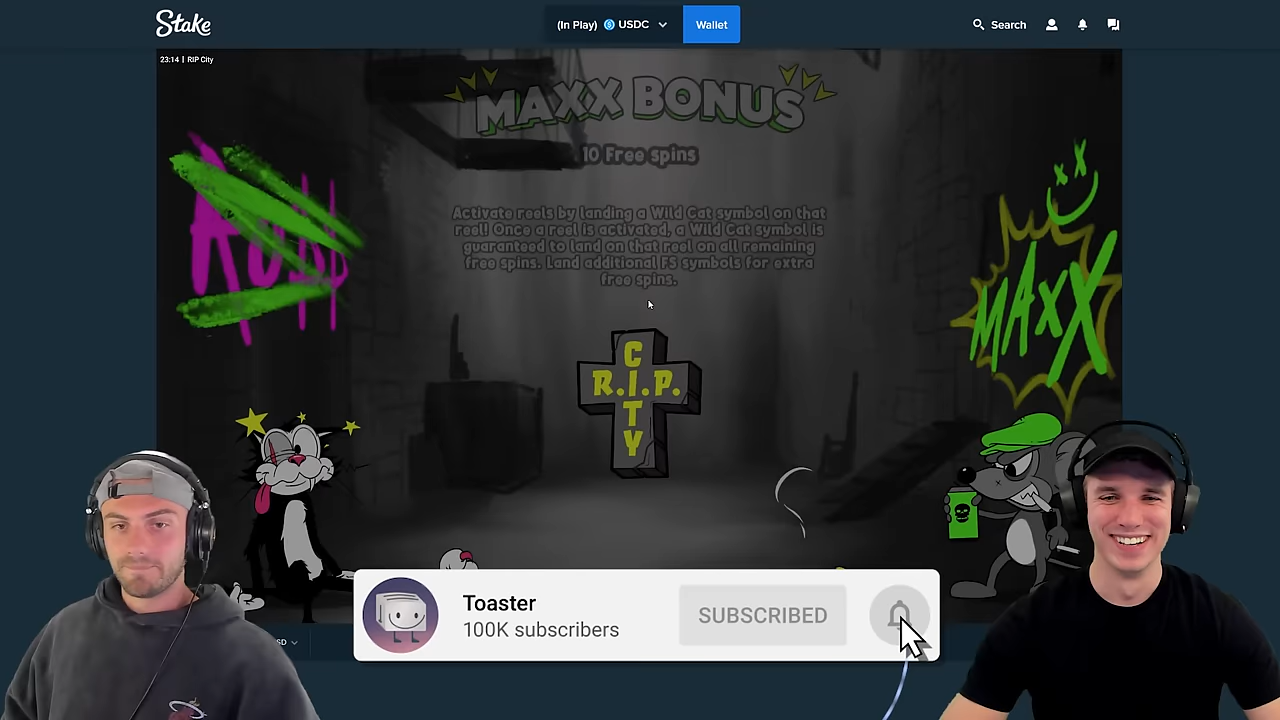 Stake
(In Play) USDC
Wallet
Search
23:14 | RIP City
MAXX BONUS
10 Free spins
Activate reels by landing a Wild Cat symbol on that
reel! Once a reel is activated, a Wild Cat symbol is
guaranteed to land on that reel on all remaining
free spins. Land additional FS symbols for extra
free spins.
MAXX
C
R.I.P.
T
Y
Toaster
100K subscribers
SUBSCRIBED